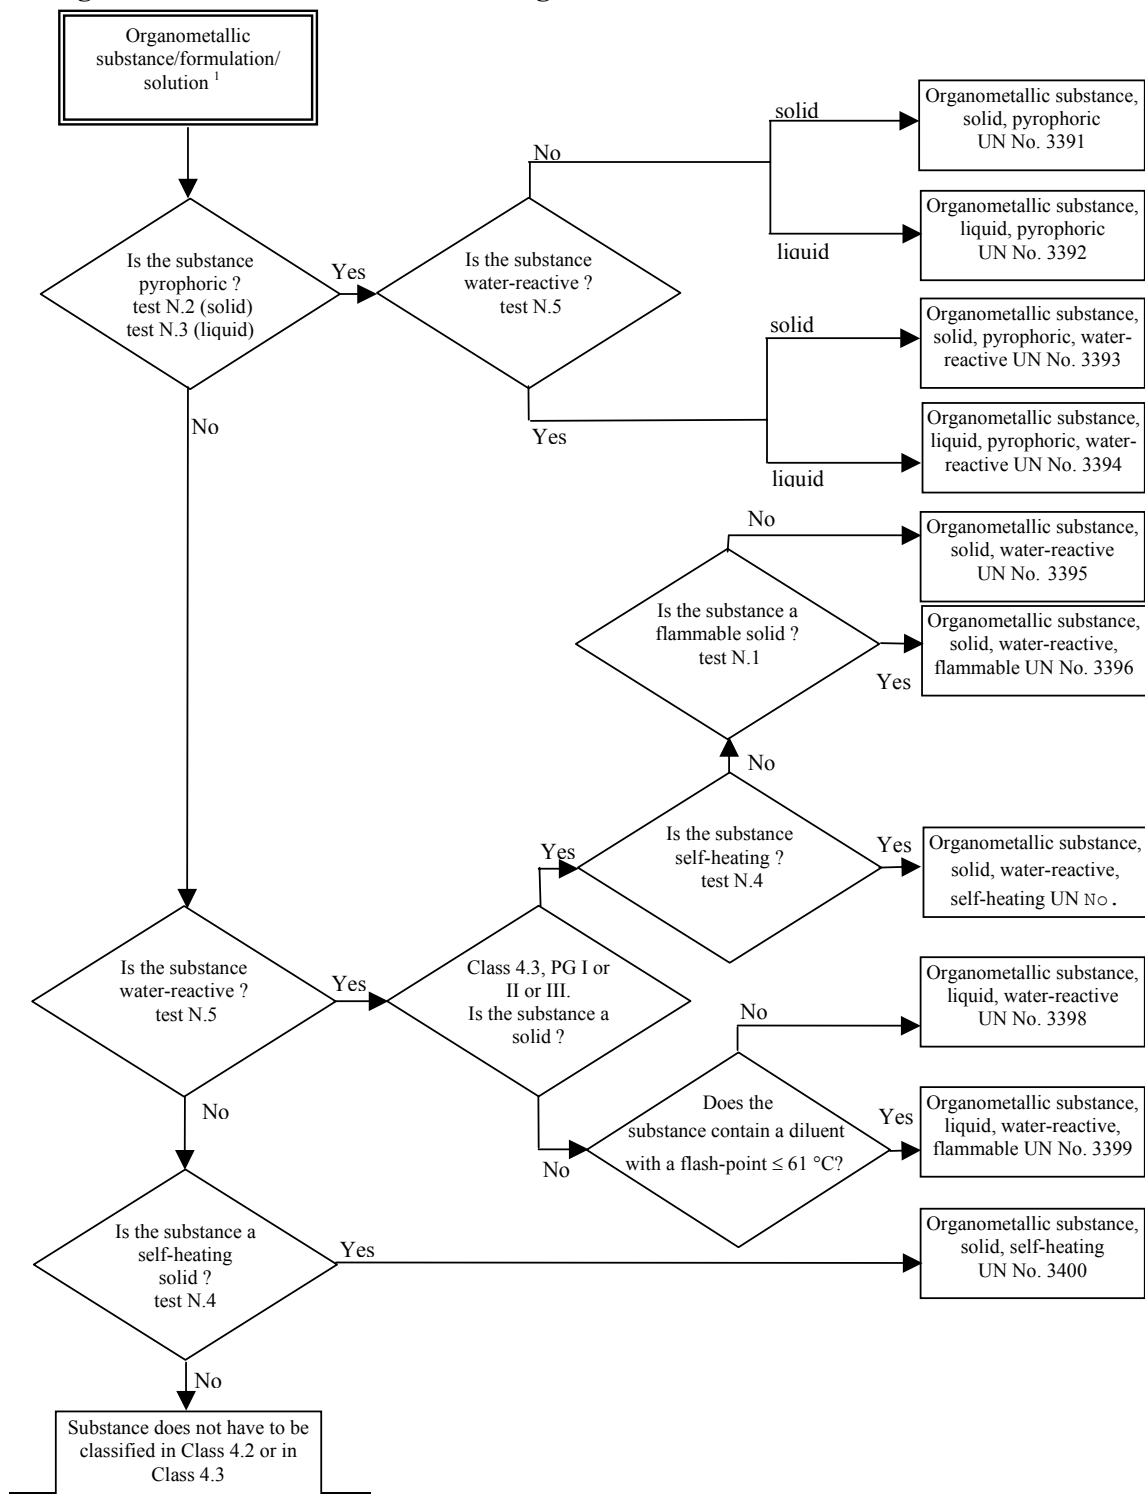 Organometallic
substance/formulation/
solution 1
Organometallic substance,
solid, pyrophoric
UN No. 3391
solid
No
Organometallic substance,
liquid, pyrophoric
UN No. 3392
liquid
Is the substance
pyrophoric ?
test N.2 (solid)
test N.3 (liquid)
Yes
Is the substance
water-reactive ?
test N.5
Organometallic substance,
solid, pyrophoric, water-
reactive UN No. 3393
solid
No
Yes
Organometallic substance,
liquid, pyrophoric, water-
reactive UN No. 3394
liquid
No
Organometallic substance,
solid, water-reactive
UN No. 3395
Is the substance a
flammable solid ?
test N.1
Organometallic substance,
solid, water-reactive,
flammable UN No. 3396
Yes
No
Is the substance
self-heating ?
test N.4
Yes
Yes
Organometallic substance,
solid, water-reactive,
self-heating UN No.
Is the substance
water-reactive ?
test N.5
Yes
Class 4.3, PG I or
II or III.
Is the substance a
solid ?
Organometallic substance,
liquid, water-reactive
UN No. 3398
No
No
Does the
substance contain a diluent
with a flash-point ≤ 61 °C?
No
Yes
Organometallic substance,
liquid, water-reactive,
flammable UN No. 3399
Is the substance a
self-heating
solid ?
test N.4
Yes
Organometallic substance,
solid, self-heating
UN No. 3400
No
Substance does not have to be
classified in Class 4.2 or in
Class 4.3